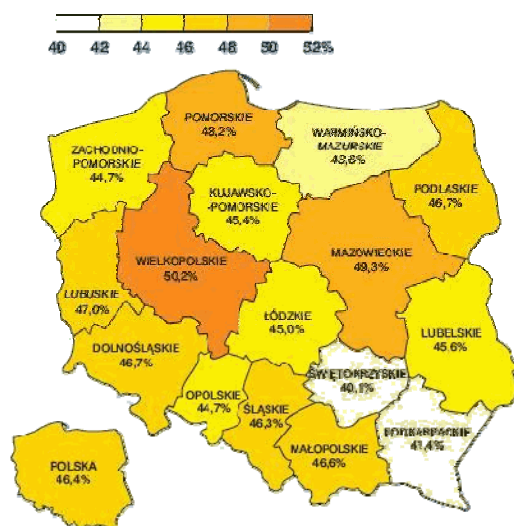 40 42 44 46 48 50 52%
POMORSKIE
48,2%
WARMIŃSKO-
MAZURSKIE
43,8%
ZACHODNIO-
POMORSKIE
44,7%
KUJAWSKO-
-POMORSKIE
45,4%
PODLASKIE
46,7%
WIELKOPOLSKIE
50,2%
MAZOWIECKIE
49,3%
LUBUSKIE
47,0%
ŁÓDZKIE
45,0%
LUBELSKIE
45,6%
DOLNOŚLĄSKIE
46,7%
ŚWIĘTOKRZYSKIE
40,1%
OPOLSKIE
44,7%
ŚLĄSKIE
46,3%
PODKARPACKIE
41,4%
MAŁOPOLSKIE
46,6%
POLSKA
46,4%